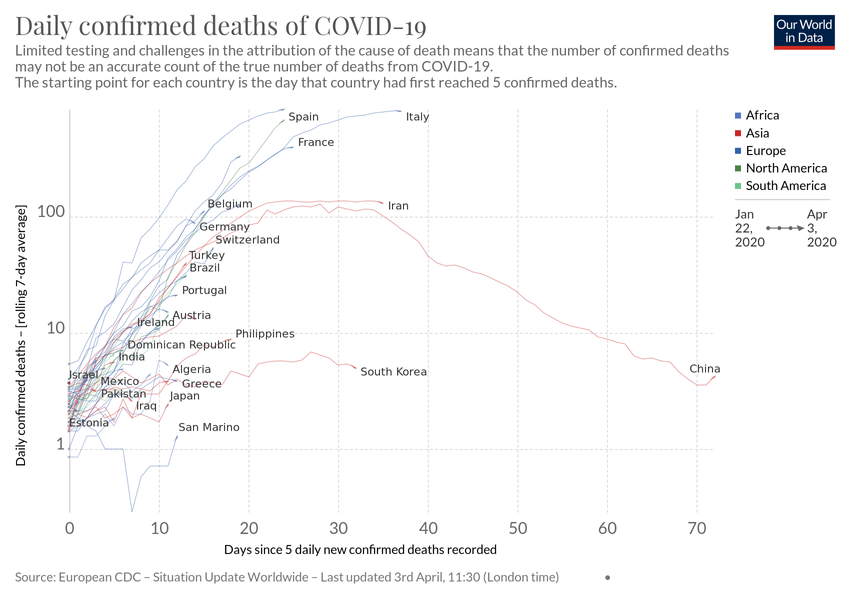 Daily confirmed deaths of COVID-19
Our World
in Data
Limited testing and challenges in the attribution of the cause of death means that the number of confirmed deaths
may not be an accurate count of the true number of deaths from COVID-19.
The starting point for each country is the day that country had first reached 5 confirmed deaths.
Africa
Asia
Europe
North America
South America
Jan
22,
2020
Apr
3,
2020
Daily confirmed deaths – [rolling 7-day average]
100
10
1
Spain
Italy
France
Belgium
Iran
Germany
Switzerland
Turkey
Brazil
Portugal
Austria
Ireland
Philippines
Dominican Republic
India
Algeria
South Korea
China
Israel
Mexico
Greece
Pakistan
Japan
Iraq
Estonia
San Marino
0
10
20
30
40
50
60
70
Days since 5 daily new confirmed deaths recorded
Source: European CDC – Situation Update Worldwide – Last updated 3rd April, 11:30 (London time)